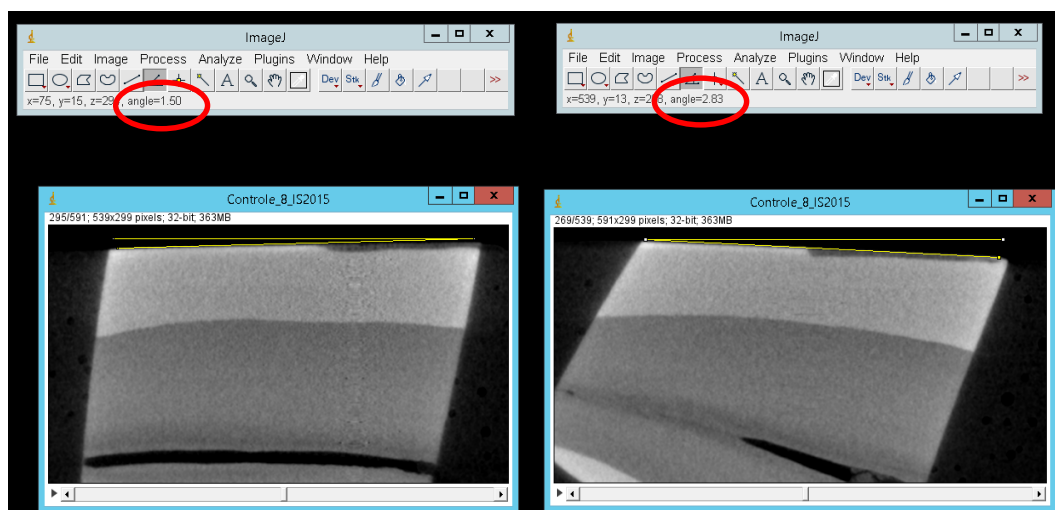 ImageJ
File Edit Image Process Analyze Plugins Window Help
A Dev Stk >>
x=75, y=15, z=29 , angle=1.50
ImageJ
File Edit Image Process Analyze Plugins Window Help
A Dev Stk >>
x=539, y=13, z=2 8, angle=2.83
Controle_8_IS2015
295/591; 539x299 pixels; 32-bit; 363MB
Controle_8_IS2015
269/539; 591x299 pixels; 32-bit; 363MB